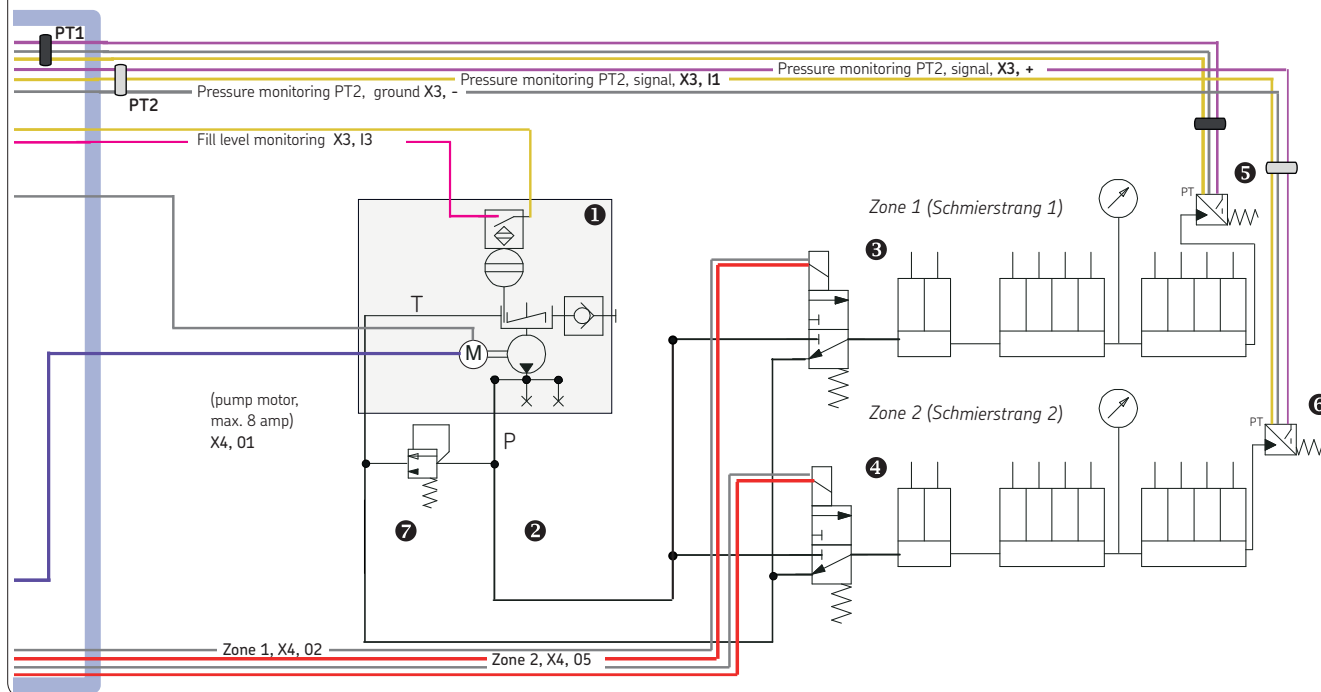 PT1
Pressure monitoring PT2, signal, X3, +
Pressure monitoring PT2, signal, X3, I1
Pressure monitoring PT2, ground X3, -
PT2
Fill level monitoring X3, I3
❺
PT
❶
Zone 1 (Schmierstrang 1)
❸
T
M
(pump motor,
max. 8 amp)
X4, 01
Zone 2 (Schmierstrang 2)
❻
PT
P
❹
❼
❷
Zone 1, X4, 02
Zone 2, X4, 05